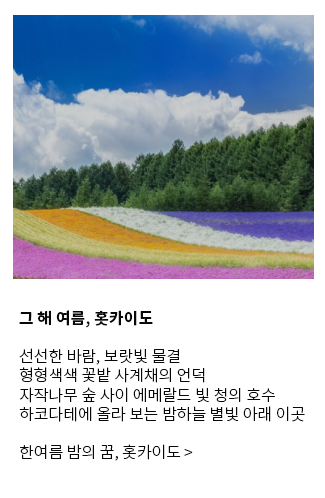 그 해 여름, 홋카이도
선선한 바람, 보랏빛 물결
형형색색 꽃밭 사계채의 언덕
자작나무 숲 사이 에메랄드 빛 청의 호수
하코다테에 올라 보는 밤하늘 별빛 아래 이곳
한여름 밤의 꿈, 홋카이도 >